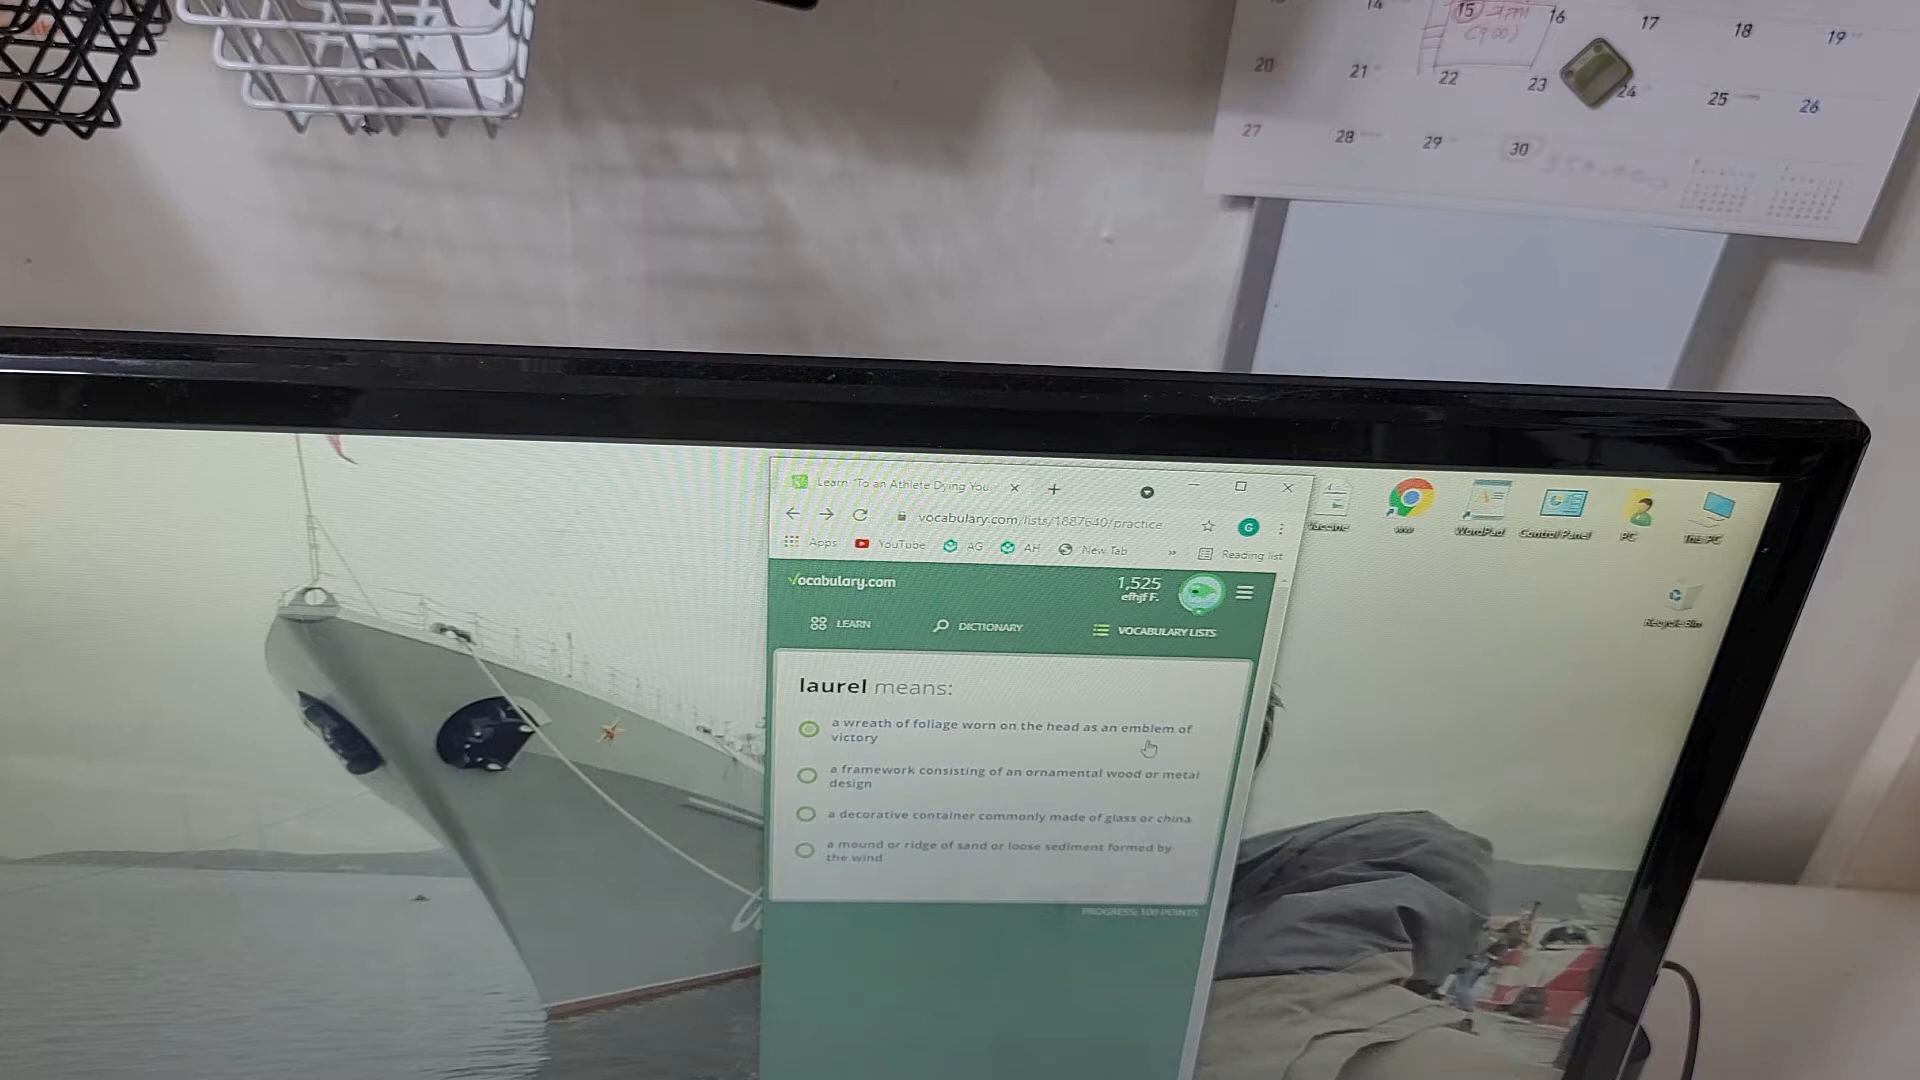 14 15 7PM 16 17 18 19
20 21 22 23 24 25 26
27 28 29 30
Learn "To an Athlete Dying You
vocabulary.com/lists/1887640/practice
G
Apps YouTube AG AH New Tab » Reading list
Vocabulary.com
1,525
efhjf F.
LEARN DICTIONARY VOCABULARY LISTS
laurel means:
a wreath of foliage worn on the head as an emblem of
victory
a framework consisting of an ornamental wood or metal
design
a decorative container commonly made of glass or china
a mound or ridge of sand or loose sediment formed by
the wind
PROGRESS: 100 POINTS
Vaccine WordPad Control Panel PC This PC
Recycle Bin